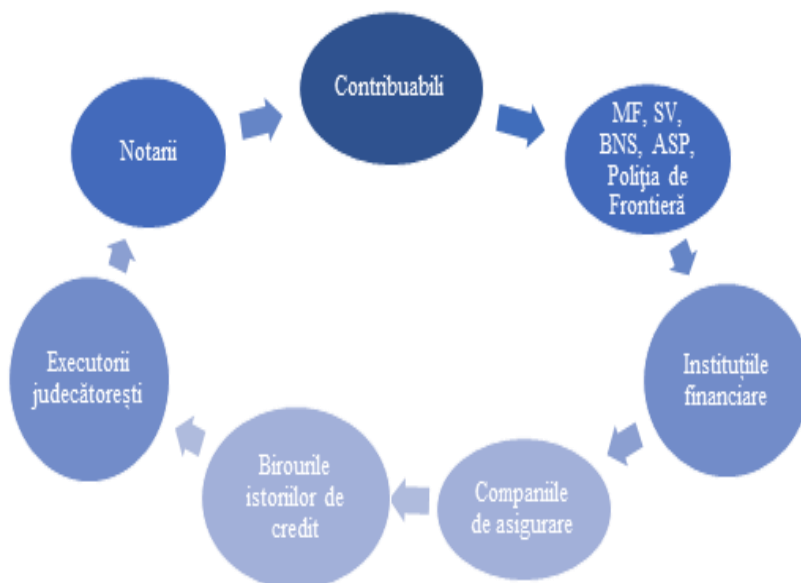 Contribuabili
MF, SV,
BNS, ASP,
Poliţia de
Frontieră
Instituțiile
financiare
Companiile
de asigurare
Birourile
istoriilor de
credit
Executorii
judecătorești
Notarii